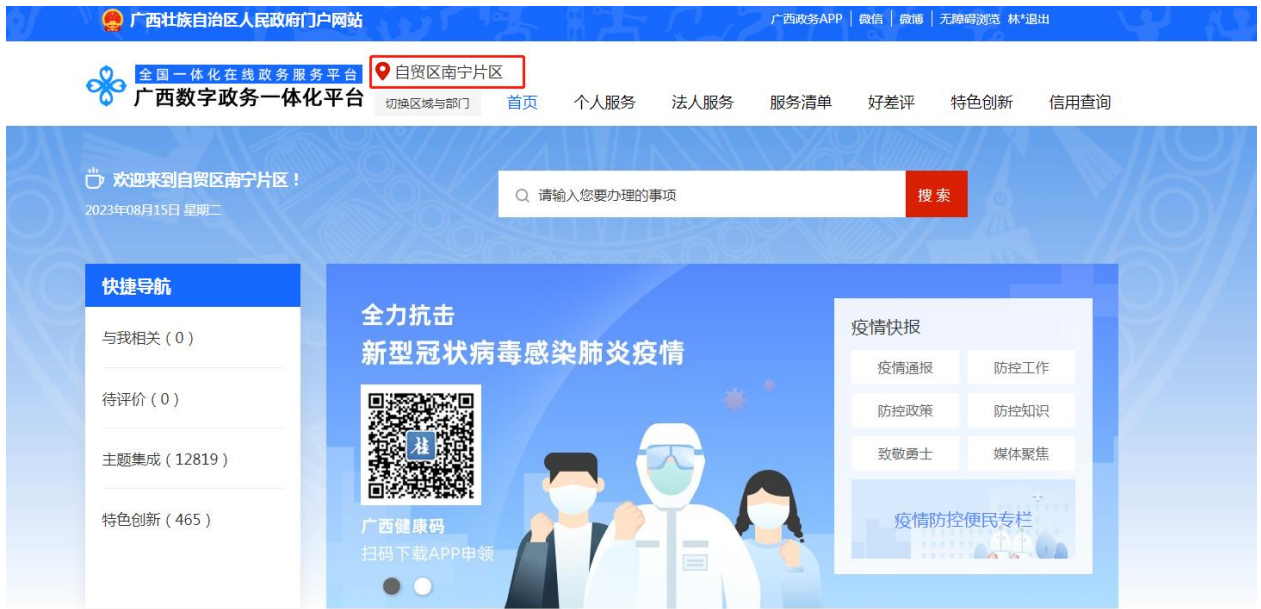 广西壮族自治区人民政府门户网站
广西政务APP | 微信 | 微博 | 无障碍浏览 林*退出
全国一体化在线政务服务平台
广西数字政务一体化平台
自贸区南宁片区
切换区域与部门
首页 个人服务 法人服务 服务清单 好差评 特色创新 信用查询
欢迎来到自贸区南宁片区！
2023年08月15日 星期二
请输入您要办理的事项
搜索
快捷导航
与我相关（0）
待评价（0）
主题集成（12819）
特色创新（465）
全力抗击
新型冠状病毒感染肺炎疫情
桂
广西健康码
扫码下载APP申领
疫情快报
疫情通报 防控工作
防控政策 防控知识
致敬勇士 媒体聚焦
疫情防控便民专栏